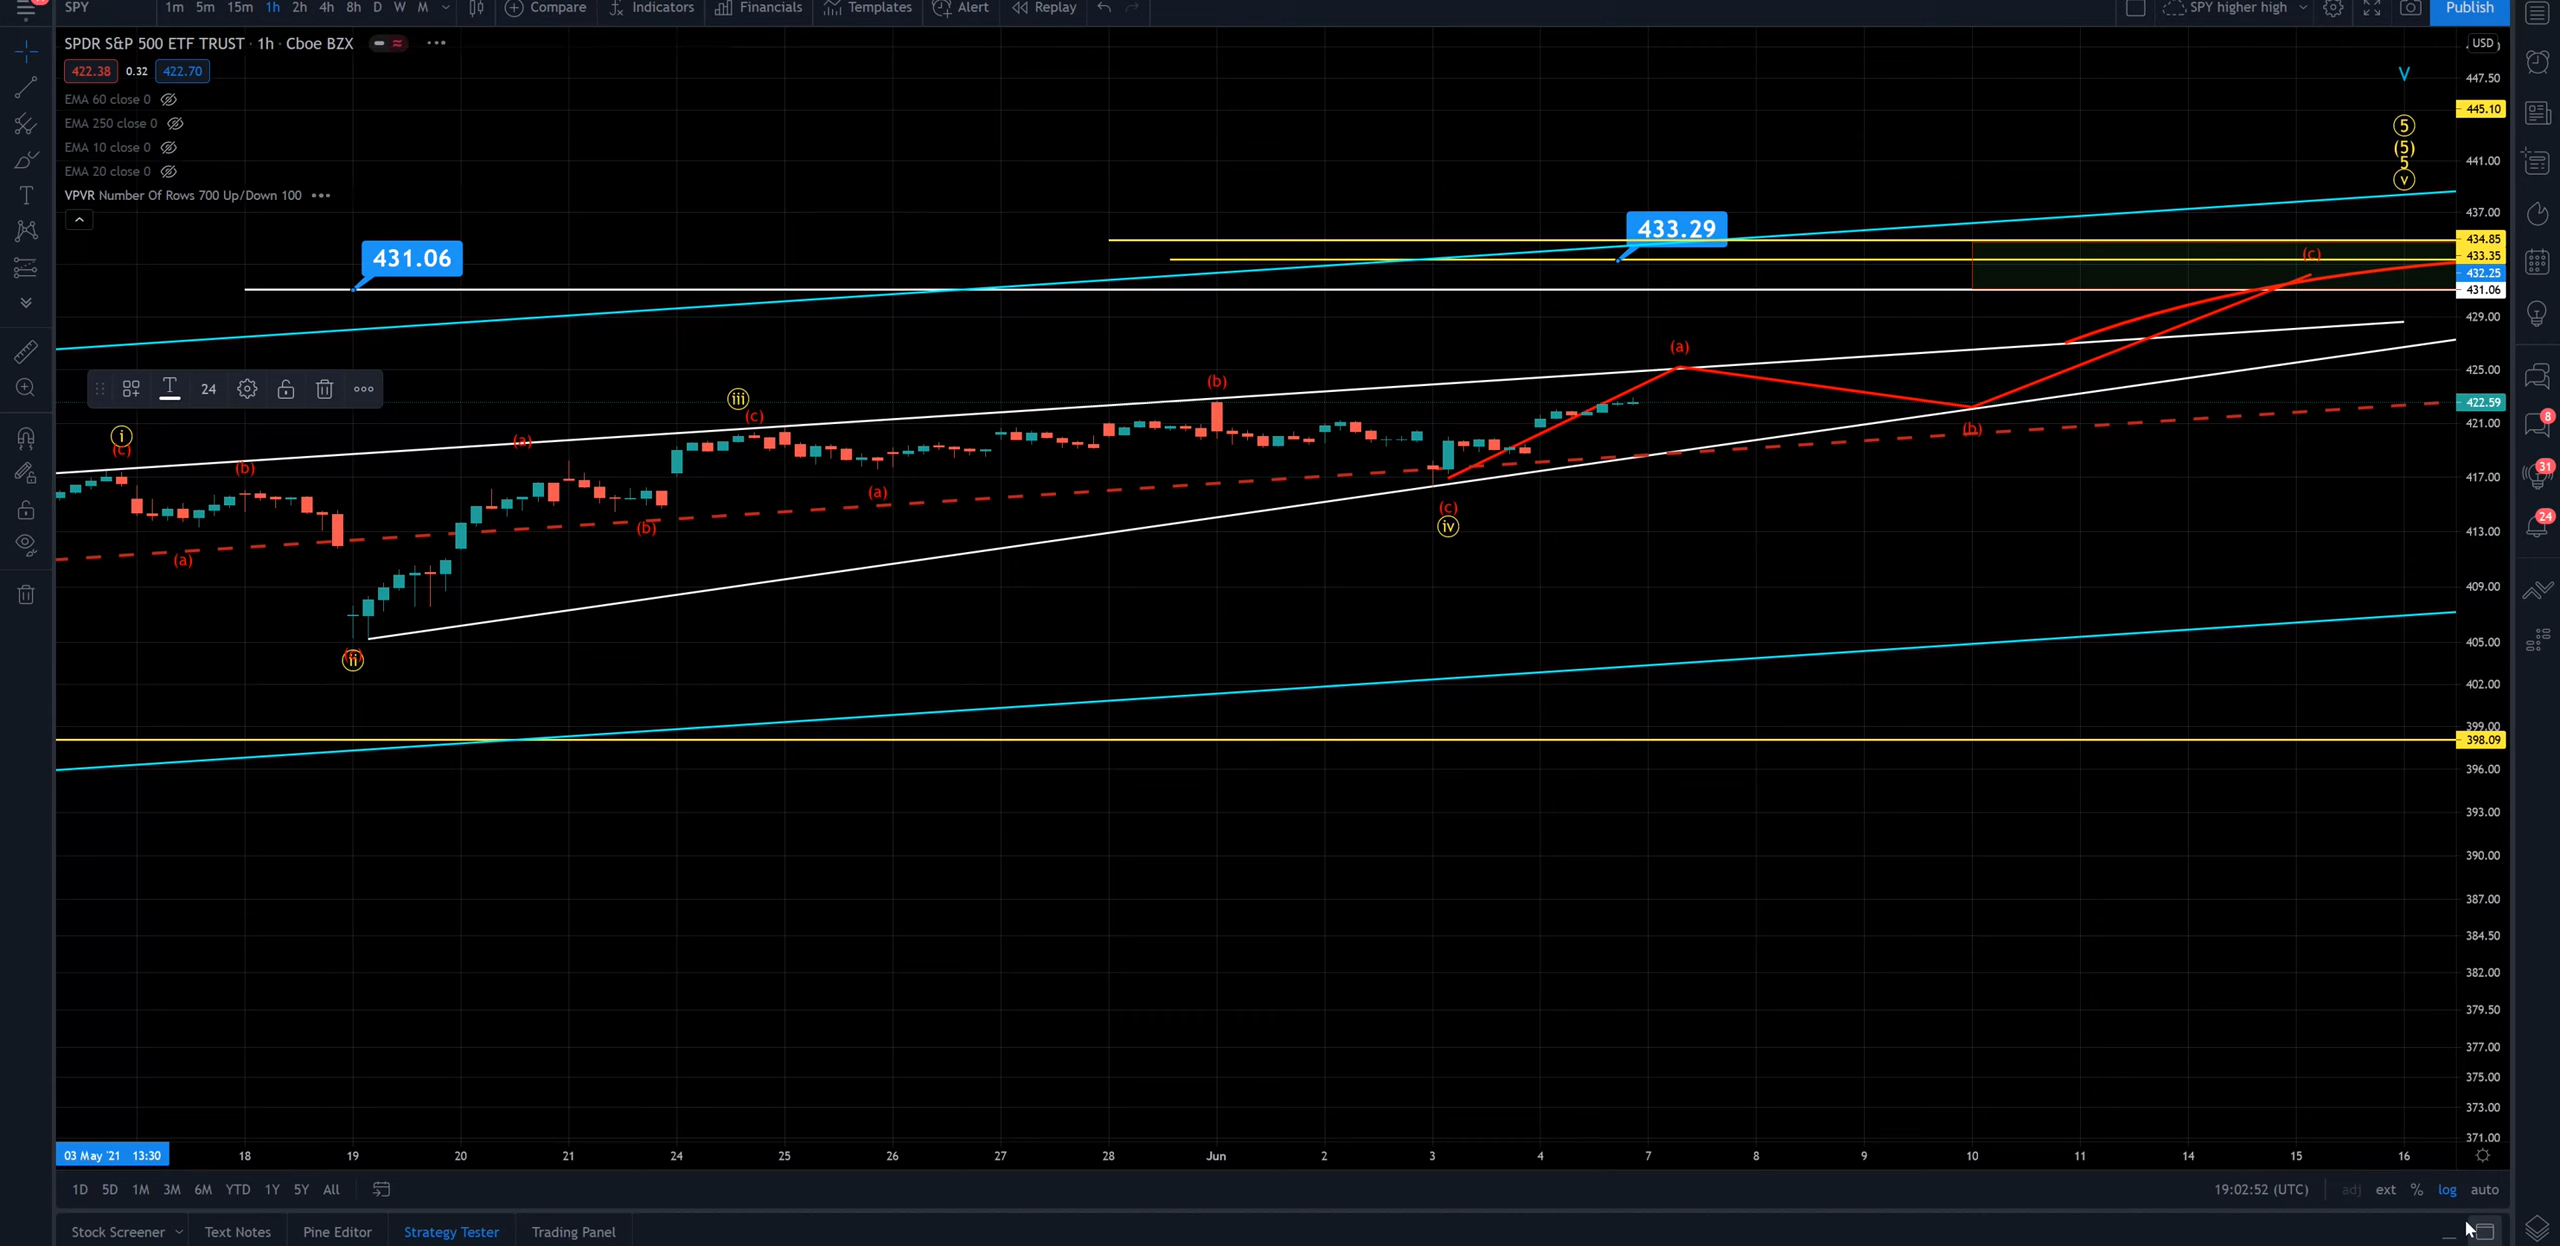 SPY 1m 5m 15m 1h 2h 4h 8h D W M Compare Indicators Financials Templates Alert Replay SPY higher high Publish
SPDR S&P 500 ETF TRUST · 1h · Cboe BZX
422.38 0.32 422.70
EMA 60 close 0
EMA 250 close 0
EMA 10 close 0
EMA 20 close 0
VPVR Number Of Rows 700 Up/Down 100
USD
V
5
(5)
5
v
431.06
433.29
24
i
(c)
(b)
(a)
ii
(a)
(b)
iii
(c)
(a)
(b)
(c)
iv
(a)
(b)
(c)
447.50
445.10
441.00
437.00
434.85
433.35
432.25
431.06
429.00
425.00
422.59
421.00
417.00
413.00
409.00
405.00
402.00
399.00
398.09
396.00
393.00
390.00
387.00
384.50
382.00
379.50
377.00
375.00
373.00
371.00
8
31
24
03 May '21 13:30 18 19 20 21 24 25 26 27 28 Jun 2 3 4 7 8 9 10 11 14 15 16
1D 5D 1M 3M 6M YTD 1Y 5Y All 19:02:52 (UTC) adj ext % log auto
Stock Screener Text Notes Pine Editor Strategy Tester Trading Panel